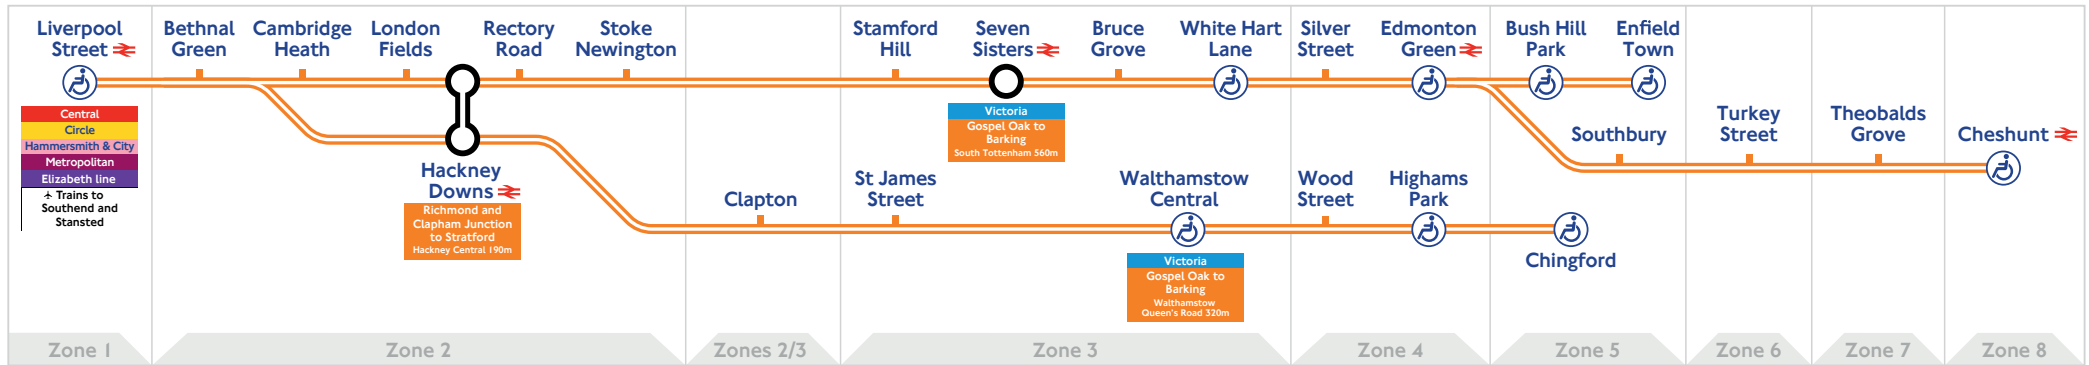 Liverpool
Street
Bethnal
Green
Cambridge
Heath
London
Fields
Rectory
Road
Stoke
Newington
Stamford
Hill
Seven
Sisters
Bruce
Grove
White Hart
Lane
Silver
Street
Edmonton
Green
Bush Hill
Park
Enfield
Town
Central
Circle
Hammersmith & City
Metropolitan
Elizabeth line
Trains to
Southend and
Stansted
Victoria
Gospel Oak to
Barking
South Tottenham 560m
Southbury
Turkey
Street
Theobalds
Grove
Cheshunt
Hackney
Downs
Richmond and
Clapham Junction
to Stratford
Hackney Central 190m
Clapton
St James
Street
Walthamstow
Central
Victoria
Gospel Oak to
Barking
Walthamstow
Queen's Road 320m
Wood
Street
Highams
Park
Chingford
Zone 1
Zone 2
Zones 2/3
Zone 3
Zone 4
Zone 5
Zone 6
Zone 7
Zone 8